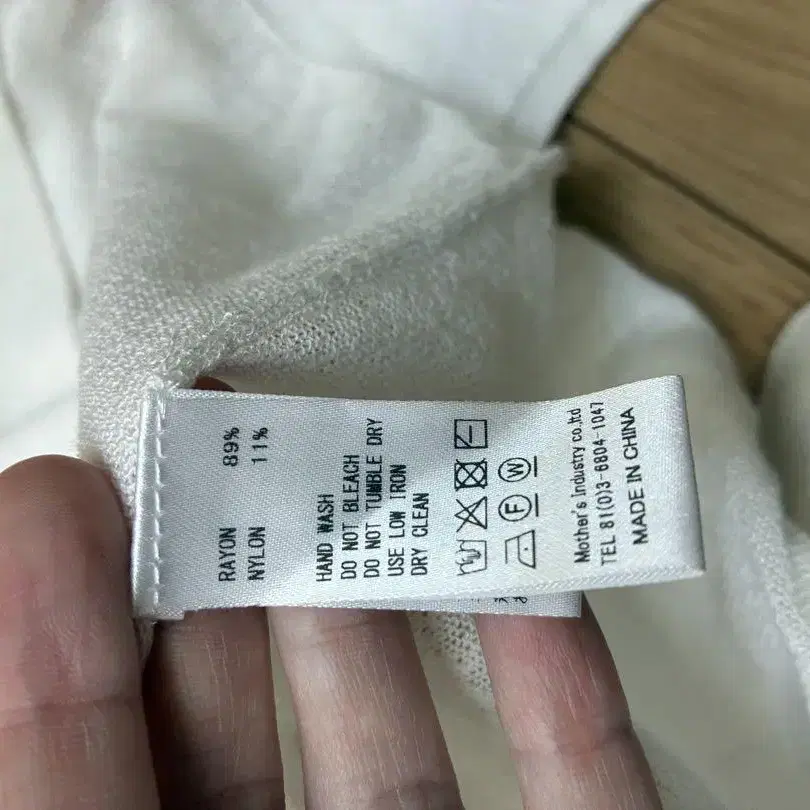 RAYON 89%
NYLON 11%
HAND WASH
DO NOT BLEACH
DO NOT TUMBLE DRY
USE LOW IRON
DRY CLEAN
F W
Mother's Industry co.,ltd
TEL 81(0)3-6804-1047
MADE IN CHINA